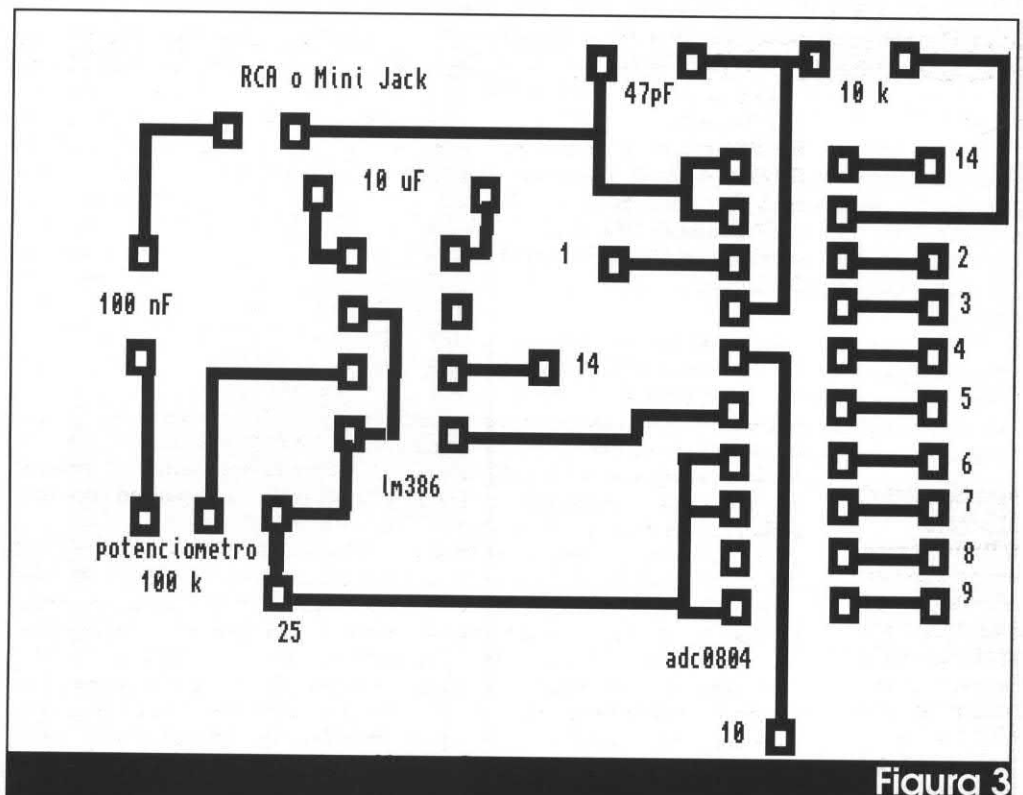 RCA o Mini Jack
47pF
10 k
10 uF
14
1
2
100 nF
3
14
4
5
lm386
6
7
potenciometro
100 k
8
9
25
adc0804
10
Figura 3